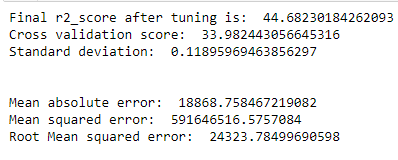 Final r2_score after tuning is:  44.68230184262093
Cross validation score:  33.982443056645316
Standard deviation:  0.11895969463856297
Mean absolute error:  18868.758467219082
Mean squared error:  591646516.5757084
Root Mean squared error:  24323.78499690598